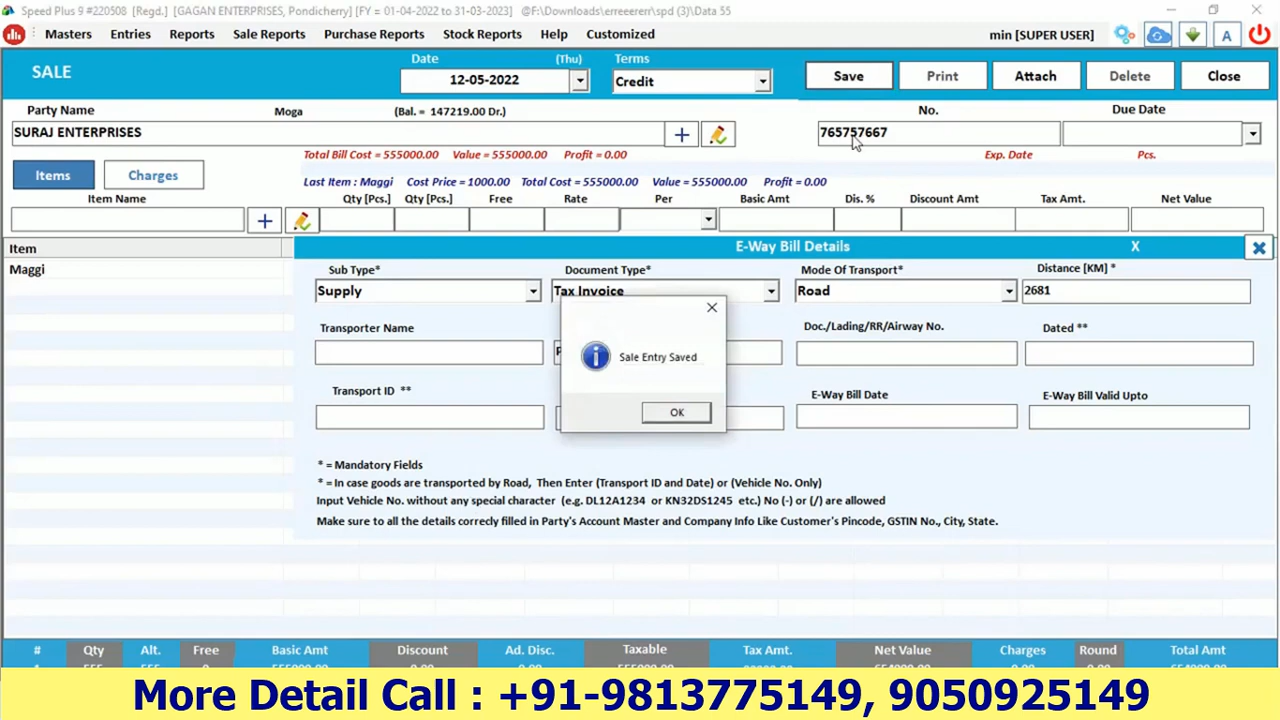 Speed Plus 9 #220508 [Regd.] [GAGAN ENTERPRISES, Pondicherry] [FY = 01-04-2022 to 31-03-2023] @F:\Downloads\erreeererr\spd (3)\Data 55
Masters Entries Reports Sale Reports Purchase Reports Stock Reports Help Customized min [SUPER USER] A
SALE Date (Thu) Terms
12-05-2022 Credit Save Print Attach Delete Close
Party Name Moga (Bal. = 147219.00 Dr.) No. Due Date
SURAJ ENTERPRISES + 765757667
Total Bill Cost = 555000.00 Value = 555000.00 Profit = 0.00 Exp. Date Pcs.
Items Charges Last Item : Maggi Cost Price = 1000.00 Total Cost = 555000.00 Value = 555000.00 Profit = 0.00
Item Name Qty [Pcs.] Qty [Pcs.] Free Rate Per Basic Amt Dis. % Discount Amt Tax Amt. Net Value
+
Item E-Way Bill Details X
Maggi Sub Type* Document Type* Mode Of Transport* Distance [KM] *
Supply Tax Invoice Road 2681
Transporter Name Doc./Lading/RR/Airway No. Dated **
Sale Entry Saved
Transport ID ** E-Way Bill Date E-Way Bill Valid Upto
OK
* = Mandatory Fields
* = In case goods are transported by Road, Then Enter (Transport ID and Date) or (Vehicle No. Only)
Input Vehicle No. without any special character (e.g. DL12A1234 or KN32DS1245 etc.) No (-) or (/) are allowed
Make sure to all the details correcly filled in Party's Account Master and Company Info Like Customer's Pincode, GSTIN No., City, State.
# Qty Alt. Free Basic Amt Discount Ad. Disc. Taxable Tax Amt. Net Value Charges Round Total Amt
More Detail Call : +91-9813775149, 9050925149